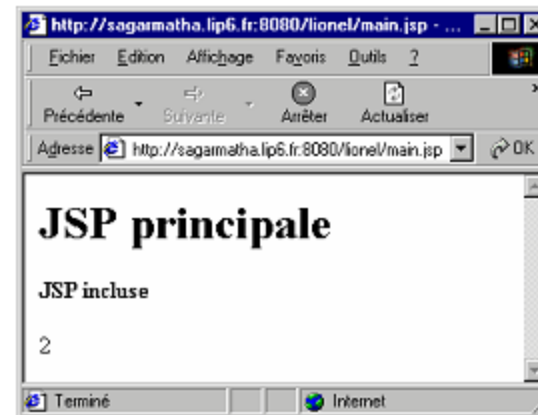 http://sagarmatha.lip6.fr:8080/lionel/main.jsp - ...
Fichier Edition Affichage Favoris Outils ?
Précédente Suivante Arrêter Actualiser
Adresse http://sagarmatha.lip6.fr:8080/lionel/main.jsp OK
JSP principale
JSP incluse
2
Terminé Internet